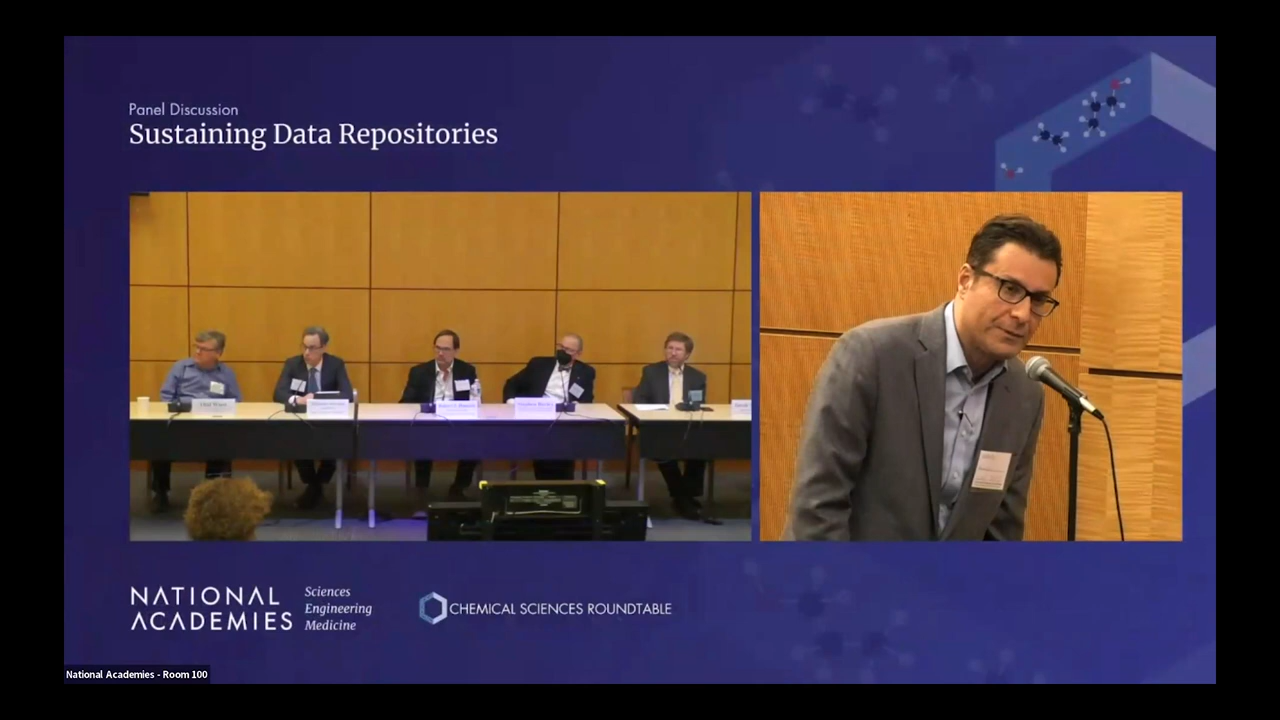 Panel Discussion
Sustaining Data Repositories
NATIONAL
ACADEMIES
Sciences
Engineering
Medicine
CHEMICAL SCIENCES ROUNDTABLE
National Academies - Room 100